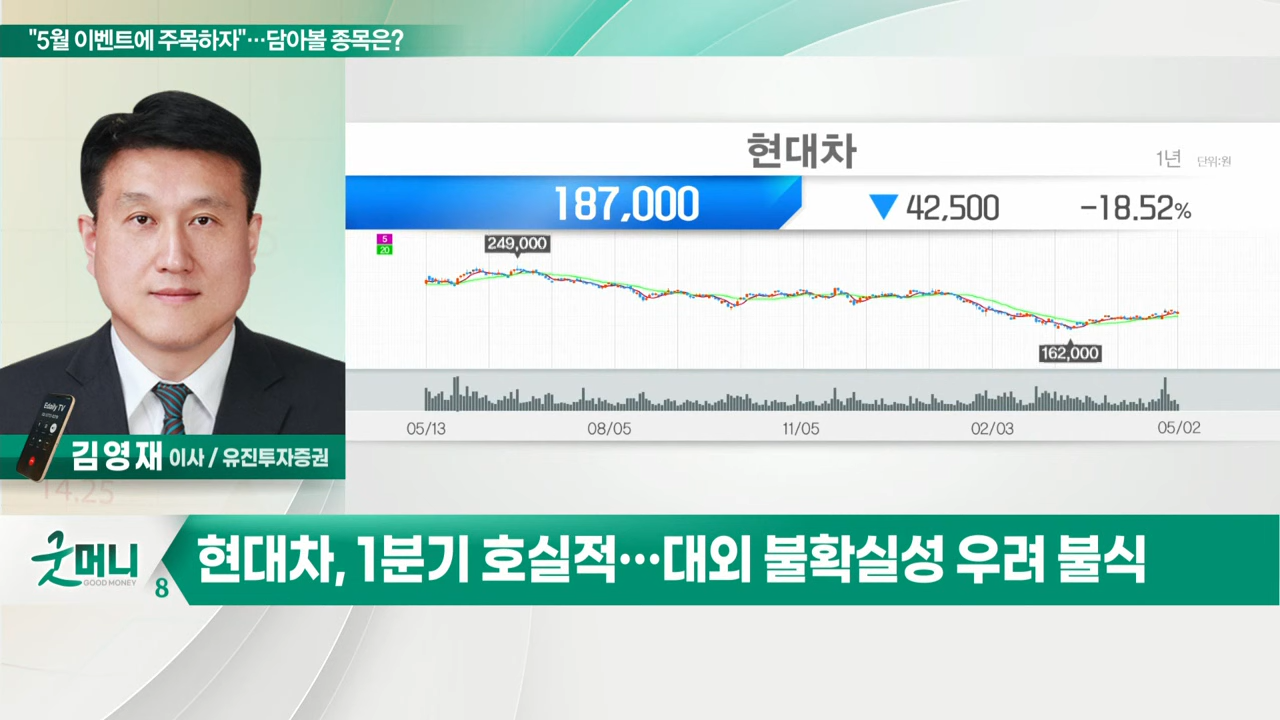 "5월 이벤트에 주목하자"…담아볼 종목은?
현대차
1년 단위:원
187,000
▼ 42,500
-18.52%
5
20
249,000
162,000
05/13
08/05
11/05
02/03
05/02
Edaily TV
김영재 이사 / 유진투자증권
14.25
굿머니
GOOD MONEY
8
현대차, 1분기 호실적…대외 불확실성 우려 불식